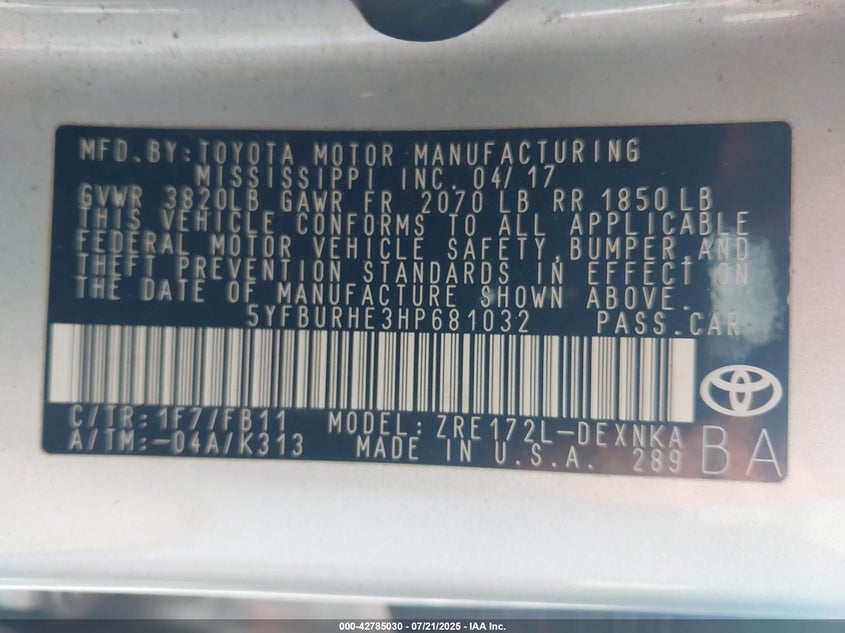 MFD.BY:TOYOTA MOTOR MANUFACTURING
MISSISSIPPI INC. 04/17
GVWR 3820LB GAWR FR 2070 LB RR 1850 LB
THIS VEHICLE CONFORMS TO ALL APPLICABLE
FEDERAL MOTOR VEHICLE SAFETY,BUMPER,AND
THEFT PREVENTION STANDARDS IN EFFECT ON
THE DATE OF MANUFACTURE SHOWN ABOVE.
5YFBURHE3HP681032 PASS.CAR
C/TR:1F7/FB11 MODEL:ZRE172L-DEXNKA
A/TM:-04A/K313 MADE IN U.S.A. 289
BA
000-42785030 - 07/21/2025 - IAA Inc.